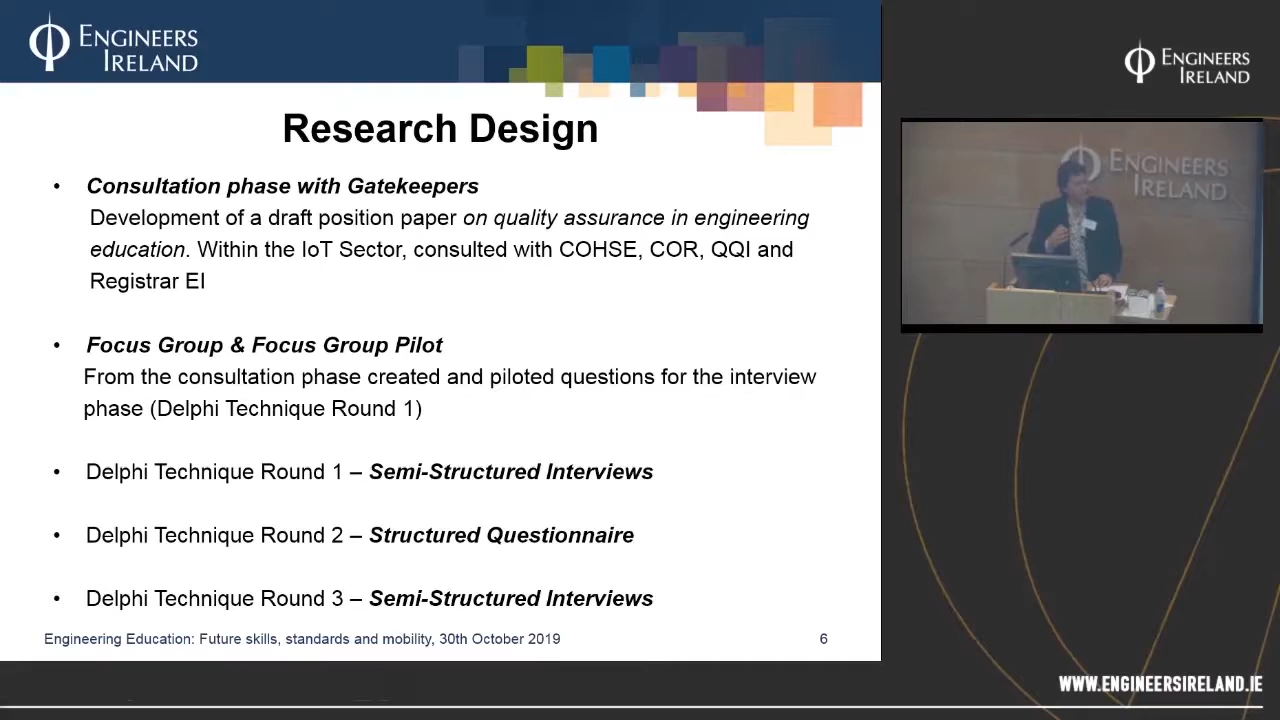 ENGINEERS
IRELAND
Research Design
• Consultation phase with Gatekeepers
Development of a draft position paper on quality assurance in engineering
education. Within the IoT Sector, consulted with COHSE, COR, QQI and
Registrar EI
• Focus Group & Focus Group Pilot
From the consultation phase created and piloted questions for the interview
phase (Delphi Technique Round 1)
• Delphi Technique Round 1 – Semi-Structured Interviews
• Delphi Technique Round 2 – Structured Questionnaire
• Delphi Technique Round 3 – Semi-Structured Interviews
Engineering Education: Future skills, standards and mobility, 30th October 2019
6
ENGINEERS
IRELAND
ENGINEERS
IRELAND
WWW.ENGINEERSIRELAND.IE